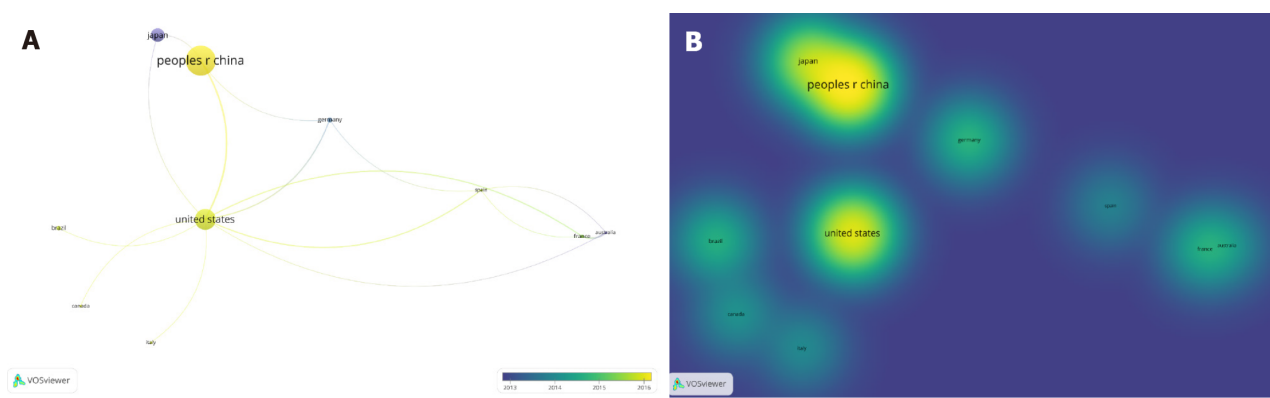 A
japan
peoples r china
germany
spain
united states
brazil
france
australia
canada
italy
VOSviewer
2013 2014 2015 2016
B
japan
peoples r china
germany
spain
united states
brazil
france
australia
canada
italy
VOSviewer